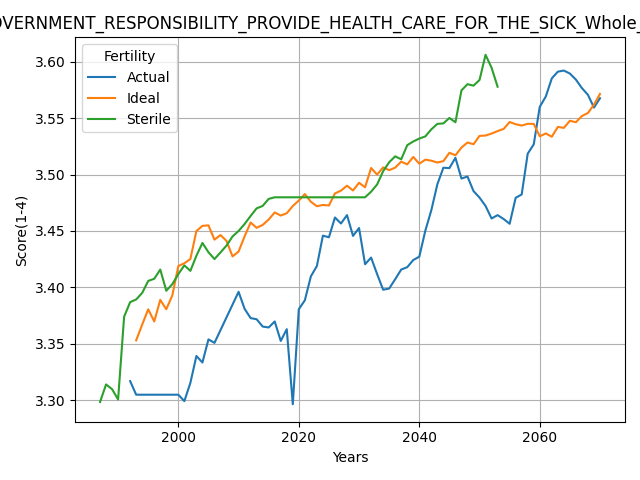 OVERNMENT_RESPONSIBILITY_PROVIDE_HEALTH_CARE_FOR_THE_SICK_Whole_
Fertility
Actual
Ideal
Sterile
Score(1-4)
3.60
3.55
3.50
3.45
3.40
3.35
3.30
2000 2020 2040 2060
Years